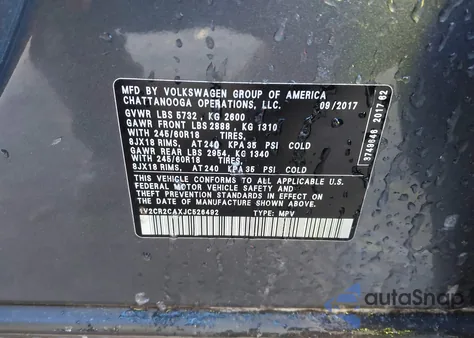 MFD BY VOLKSWAGEN GROUP OF AMERICA
CHATTANOOGA OPERATIONS, LLC. 09/2017
GVWR LBS 5732 , KG 2600
GAWR FRONT LBS 2888 , KG 1310
WITH 245/60R18 TIRES,
8JX18 RIMS, AT 240 KPA 35 PSI COLD
GAWR REAR LBS 2954, KG 1340
WITH 245/60R18 TIRES,
8JX18 RIMS, AT 240 KPA 35 PSI COLD
THIS VEHICLE CONFORMS TO ALL APPLICABLE U.S.
FEDERAL MOTOR VEHICLE SAFETY AND
THEFT PREVENTION STANDARDS IN EFFECT ON
THE DATE OF MANUFACTURE SHOWN ABOVE.
1V2CR2CAXJC526492 TYPE: MPV
3749648 2017 62
autoSnap